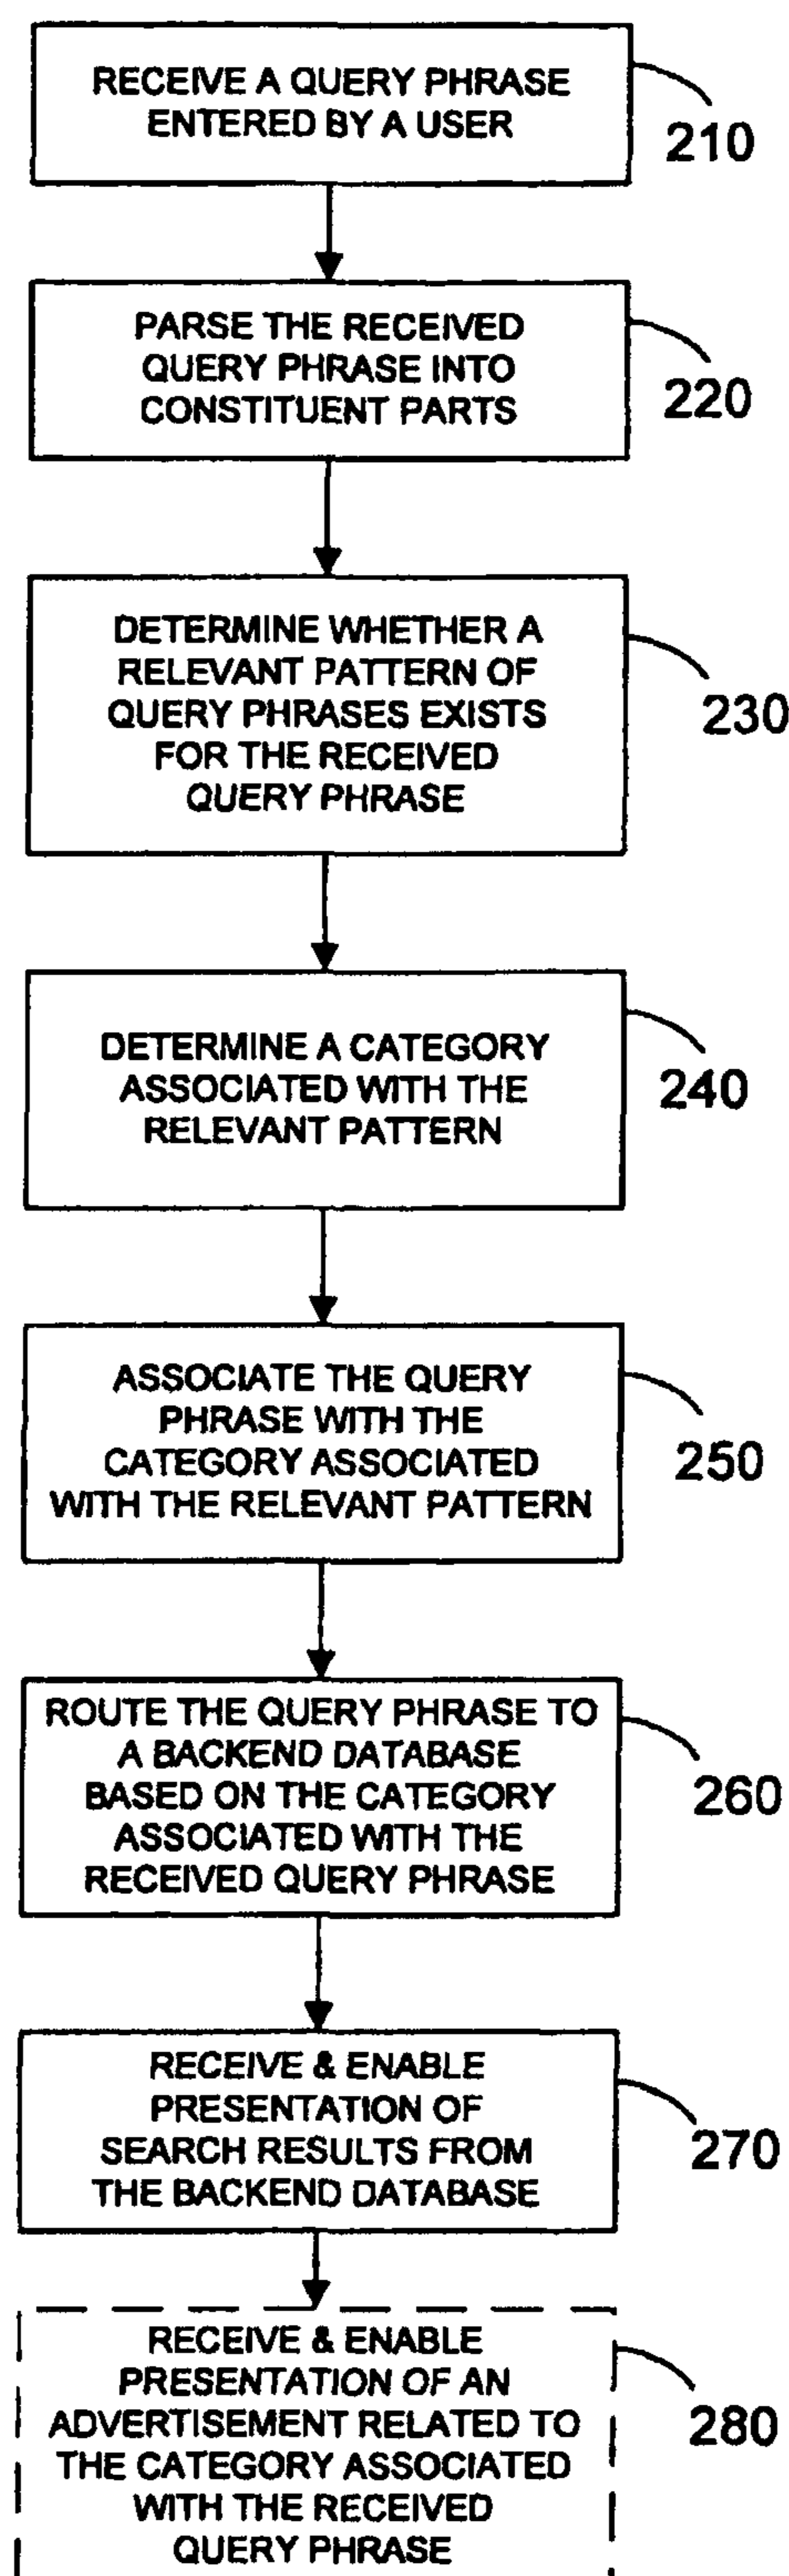 RECEIVE A QUERY PHRASE
ENTERED BY A USER
210
PARSE THE RECEIVED
QUERY PHRASE INTO
CONSTITUENT PARTS
220
DETERMINE WHETHER A
RELEVANT PATTERN OF
QUERY PHRASES EXISTS
FOR THE RECEIVED
QUERY PHRASE
230
DETERMINE A CATEGORY
ASSOCIATED WITH THE
RELEVANT PATTERN
240
ASSOCIATE THE QUERY
PHRASE WITH THE
CATEGORY ASSOCIATED
WITH THE RELEVANT PATTERN
250
ROUTE THE QUERY PHRASE TO
A BACKEND DATABASE
BASED ON THE CATEGORY
ASSOCIATED WITH THE
RECEIVED QUERY PHRASE
260
RECEIVE & ENABLE
PRESENTATION OF
SEARCH RESULTS FROM
THE BACKEND DATABASE
270
RECEIVE & ENABLE
PRESENTATION OF AN
ADVERTISEMENT RELATED TO
THE CATEGORY ASSOCIATED
WITH THE RECEIVED
QUERY PHRASE
280